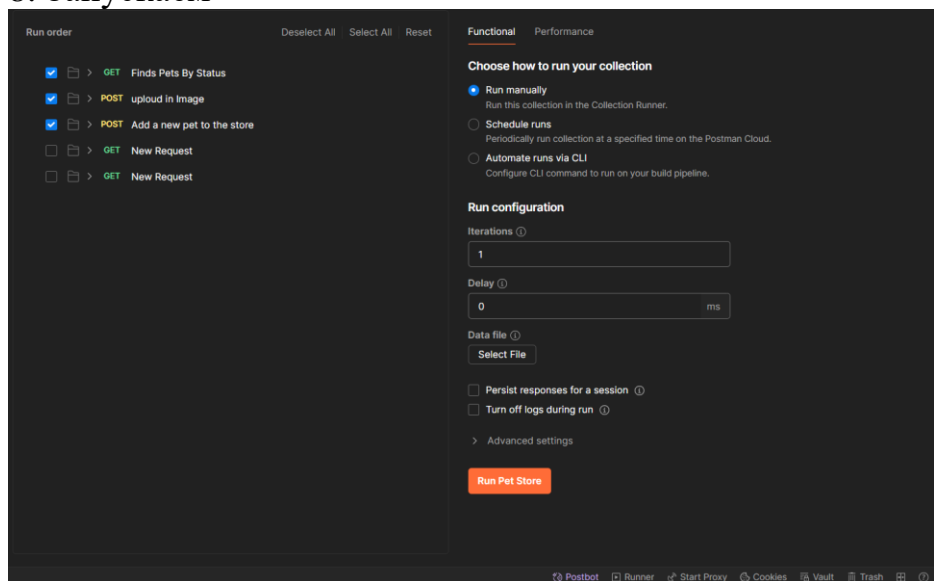 Run order
Deselect All Select All Reset
GET Finds Pets By Status
POST uploud in Image
POST Add a new pet to the store
GET New Request
GET New Request
Functional Performance
Choose how to run your collection
Run manually
Run this collection in the Collection Runner.
Schedule runs
Periodically run collection at a specified time on the Postman Cloud.
Automate runs via CLI
Configure CLI command to run on your build pipeline.
Run configuration
Iterations
1
Delay
0 ms
Data file
Select File
Persist responses for a session
Turn off logs during run
Advanced settings
Run Pet Store
Postbot Runner Start Proxy Cookies Vault Trash